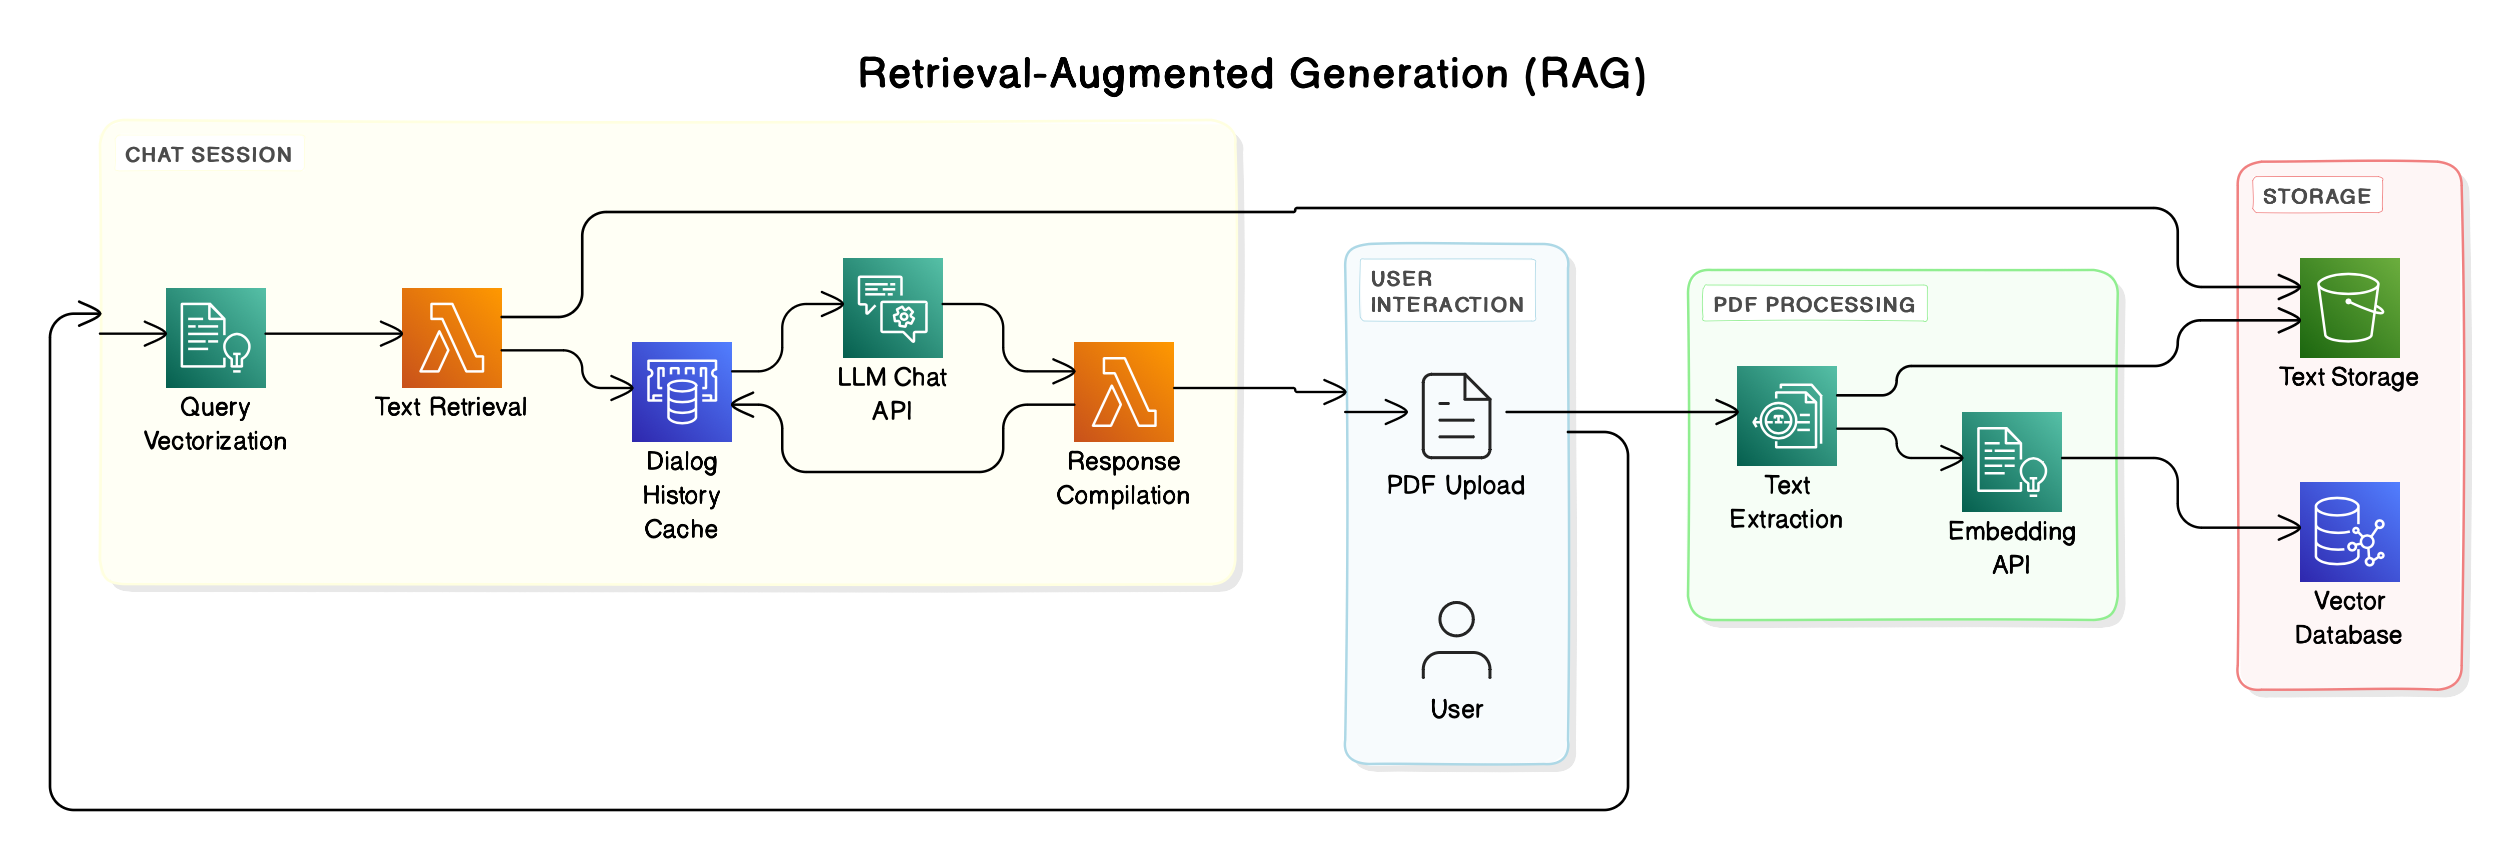 Retrieval-Augmented Generation (RAG)
CHAT SESSION
Query
Vectorization
Text Retrieval
Dialog
History
Cache
LLM Chat
API
Response
Compilation
USER
INTERACTION
PDF Upload
User
PDF PROCESSING
Text
Extraction
Embedding
API
STORAGE
Text Storage
Vector
Database